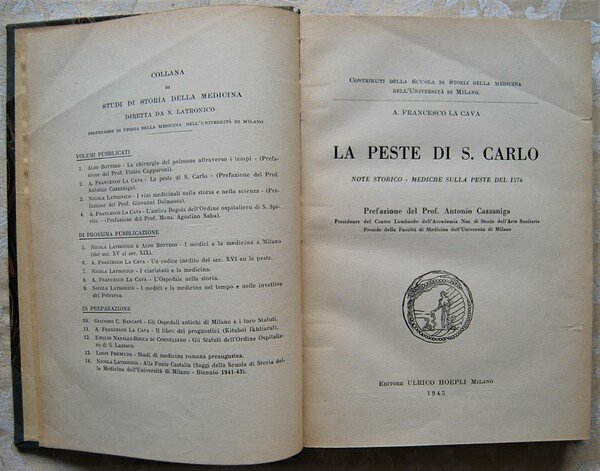 COLLANA
DI
STUDI DI STORIA DELLA MEDICINA
DIRETTA DA N. LATRONICO
PROFESSORE DI STORIA DELLA MEDICINA NELL'UNIVERSITÀ DI MILANO
VOLUMI PUBBLICATI
1. ALDO BOTTERO - La chirurgia del polmone attraverso i tempi - (Prefazione del Prof. Pietro Capparoni).
2. A. FRANCESCO LA CAVA - La peste di S. Carlo - (Prefazione del Prof. Antonio Cazzaniga).
3. NICOLA LATRONICO - I vini medicinali nella storia e nella scienza - (Prefazione del Prof. Giovanni Dalmasso).
4. A. FRANCESCO LA CAVA - L'antica Regola dell'Ordine ospitaliero di S. Spirito - (Prefazione del Prof. Mons. Agostino Saba).
DI PROSSIMA PUBBLICAZIONE
5. NICOLA LATRONICO e ALDO BOTTERO - I medici e la medicina a Milano (dal sec. XV al sec. XIX).
6. A. FRANCESCO LA CAVA - Un codice inedito del sec. XVI su la peste.
7. NICOLA LATRONICO - I ciarlatani e la medicina.
8. A. FRANCESCO LA CAVA - L'Ospedale nella storia.
9. NICOLA LATRONICO - I medici e la medicina nel tempo e nelle invettive del Petrarca.
IN PREPARAZIONE
10. GIACOMO C. BASCAPÉ - Gli Ospedali antichi di Milano e i loro Statuti.
11. A. FRANCESCO LA CAVA - Il libro dei prognostici (Kitabol Ikhtiarat).
12. EMILIO NASALLI-ROCCA DI CORNELIANO - Gli Statuti dell'Ordine Ospitaliero di S. Lazzaro.
13. LORIS PREMUDA - Studi di medicina romana preaugustea.
14. NICOLA LATRONICO - Alla Fonte Castalia (Saggi della Scuola di Storia della Medicina dell'Università di Milano - Biennio 1941-43).
CONTRIBUTI DELLA SCUOLA DI STORIA DELLA MEDICINA
DELL'UNIVERSITÀ DI MILANO
A. FRANCESCO LA CAVA
LA PESTE DI S. CARLO
NOTE STORICO - MEDICHE SULLA PESTE DEL 1576
Prefazione del Prof. Antonio Cazzaniga
Presidente del Centro Lombardo dell'Accademia Naz. di Storia dell'Arte Sanitaria
Preside della Facoltà di Medicina dell'Università di Milano
EDITORE ULRICO HOEPLI MILANO
1945